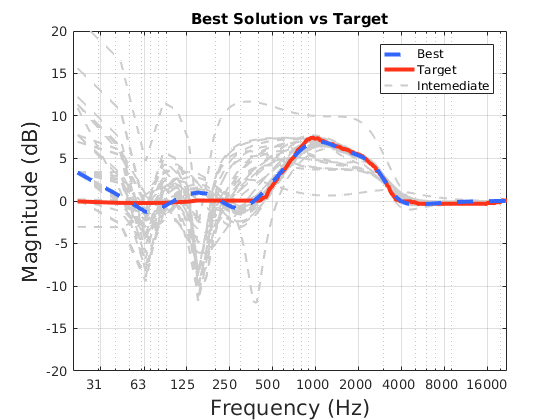 Best Solution vs Target
20
15
10
5
0
-5
-10
-15
-20
Magnitude (dB)
Best
Target
Intemediate
31 63 125 250 500 1000 2000 4000 8000 16000
Frequency (Hz)